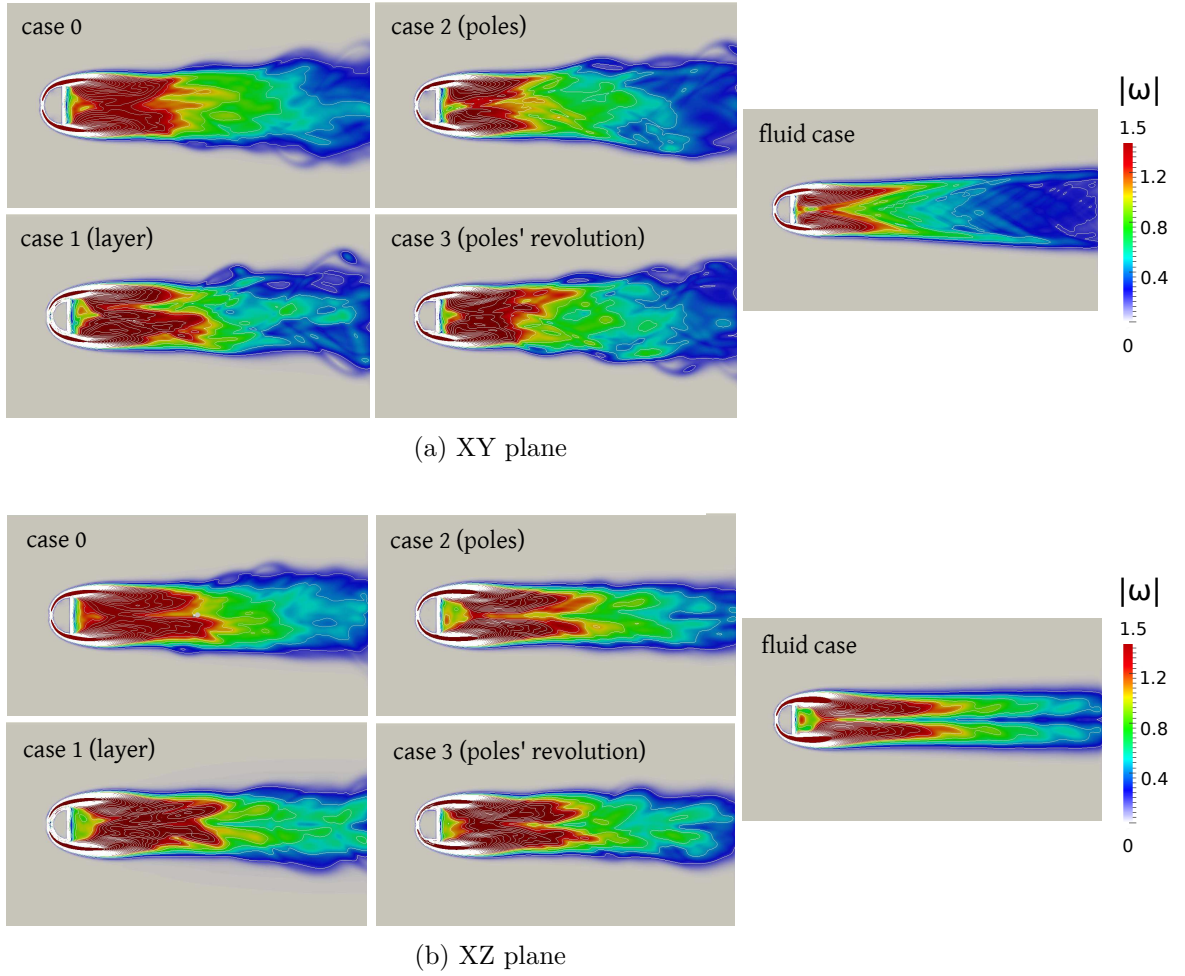 case 0
case 2 (poles)
case 1 (layer)
case 3 (poles' revolution)
fluid case
|ω|
1.5
1.2
0.8
0.4
0
(a) XY plane
case 0
case 2 (poles)
case 1 (layer)
case 3 (poles' revolution)
fluid case
|ω|
1.5
1.2
0.8
0.4
0
(b) XZ plane